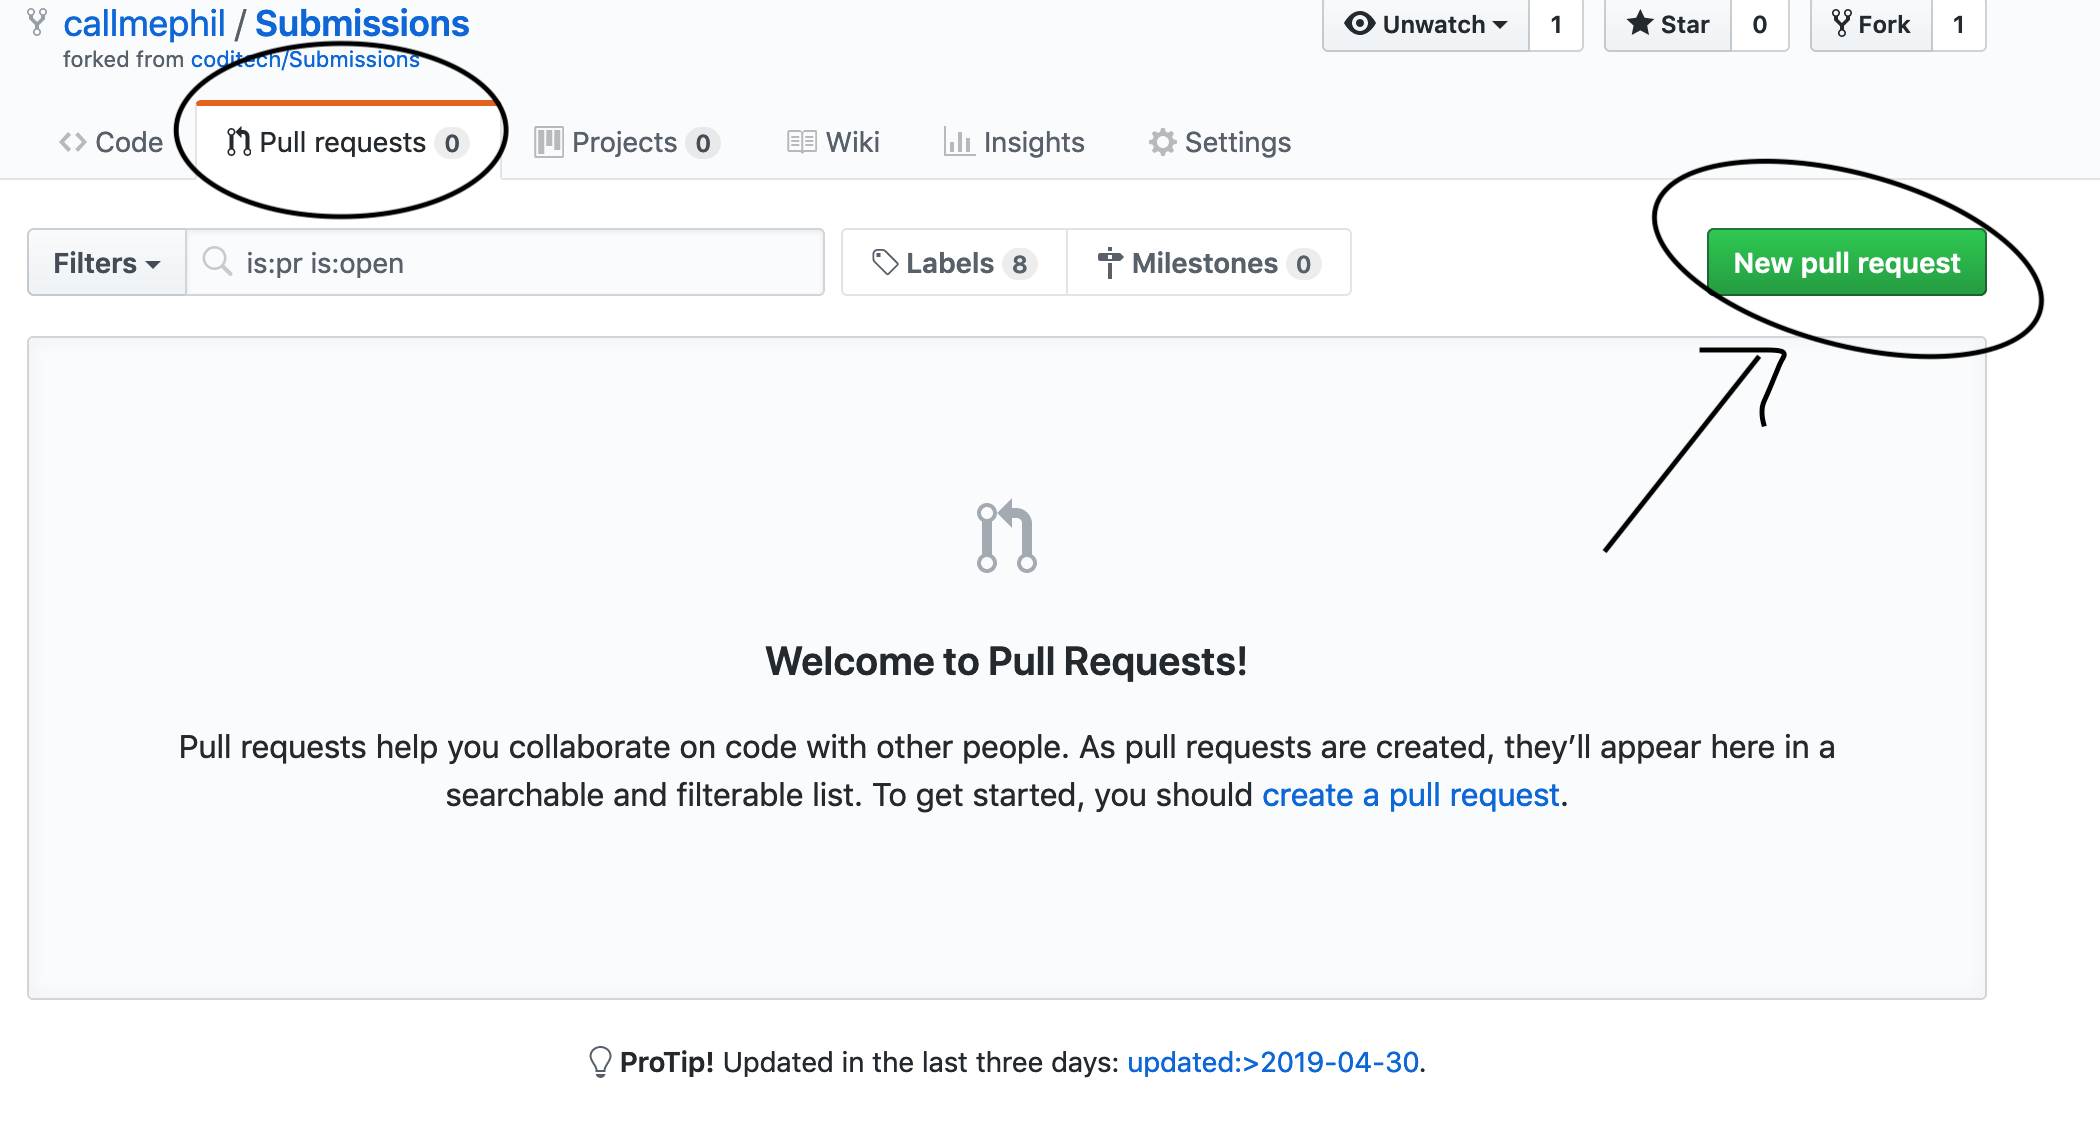 callmephil / Submissions
Unwatch 1 Star 0 Fork 1
forked from coditech/Submissions
Code Pull requests 0 Projects 0 Wiki Insights Settings
Filters is:pr is:open Labels 8 Milestones 0 New pull request
Welcome to Pull Requests!
Pull requests help you collaborate on code with other people. As pull requests are created, they’ll appear here in a
searchable and filterable list. To get started, you should create a pull request.
ProTip! Updated in the last three days: updated:>2019-04-30.